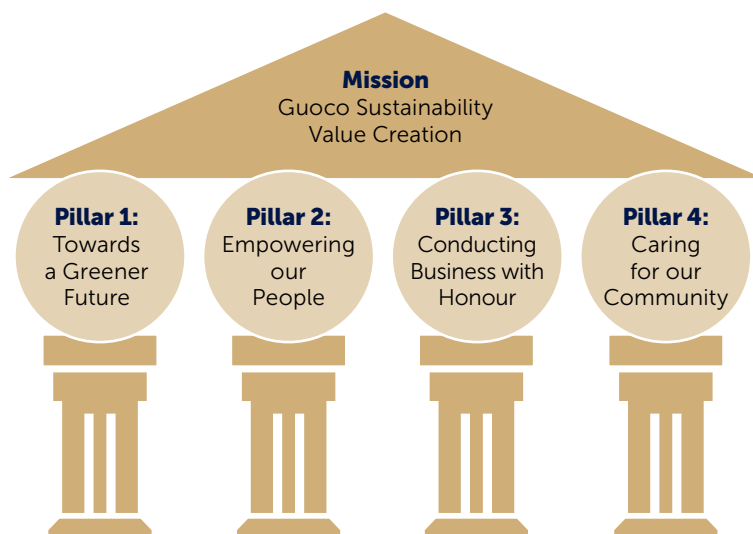 Mission
Guoco Sustainability
Value Creation
Pillar 1:
Towards
a Greener
Future
Pillar 2:
Empowering
our
People
Pillar 3:
Conducting
Business with
Honour
Pillar 4:
Caring
for our
Community